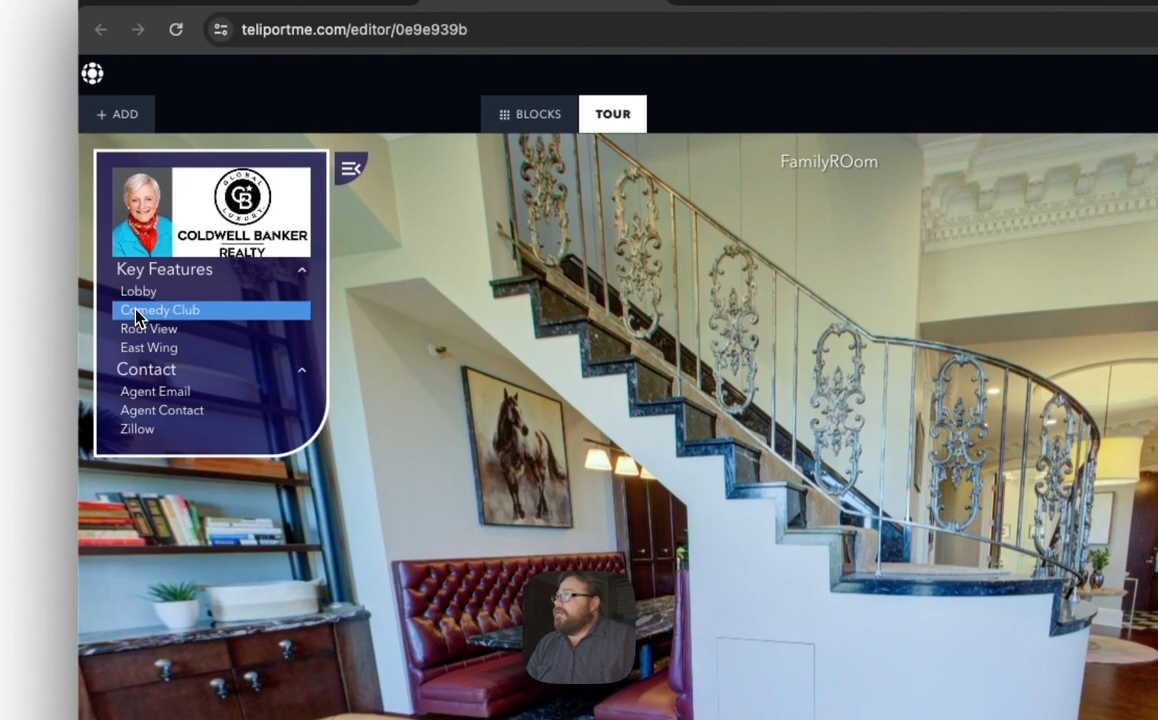 teliportme.com/editor/0e9e939b
+ ADD
BLOCKS
TOUR
FamilyROom
GLOBAL
CB
LUXURY
COLDWELL BANKER
REALTY
Key Features
Lobby
Comedy Club
Roof View
East Wing
Contact
Agent Email
Agent Contact
Zillow